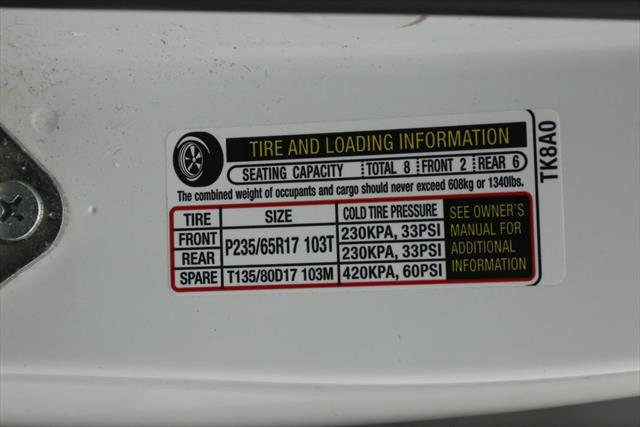 TIRE AND LOADING INFORMATION
SEATING CAPACITY TOTAL 8 FRONT 2 REAR 6
The combined weight of occupants and cargo should never exceed 608kg or 1340lbs.
TIRE SIZE COLD TIRE PRESSURE
FRONT P235/65R17 103T 230KPA, 33PSI
REAR 230KPA, 33PSI
SPARE T135/80D17 103M 420KPA, 60PSI
SEE OWNER'S
MANUAL FOR
ADDITIONAL
INFORMATION
TK8A0